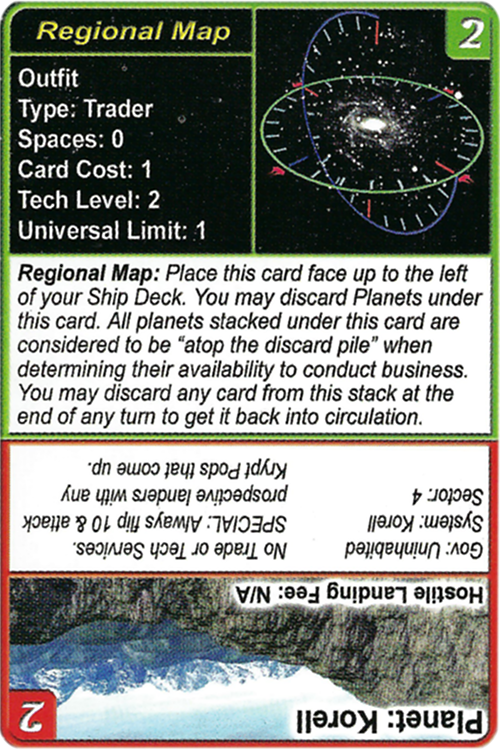 Regional Map
2
Outfit
Type: Trader
Spaces: 0
Card Cost: 1
Tech Level: 2
Universal Limit: 1
Regional Map: Place this card face up to the left
of your Ship Deck. You may discard Planets under
this card. All planets stacked under this card are
considered to be “atop the discard pile” when
determining their availability to conduct business.
You may discard any card from this stack at the
end of any turn to get it back into circulation.
2
Planet: Korell
Hostile Landing Fee: N/A
Gov: Uninhabited
System: Korell
Sector: 4
No Trade or Tech Services.
SPECIAL: Always flip 10 & attack
prospective landers with any
Krypt Pods that come up.